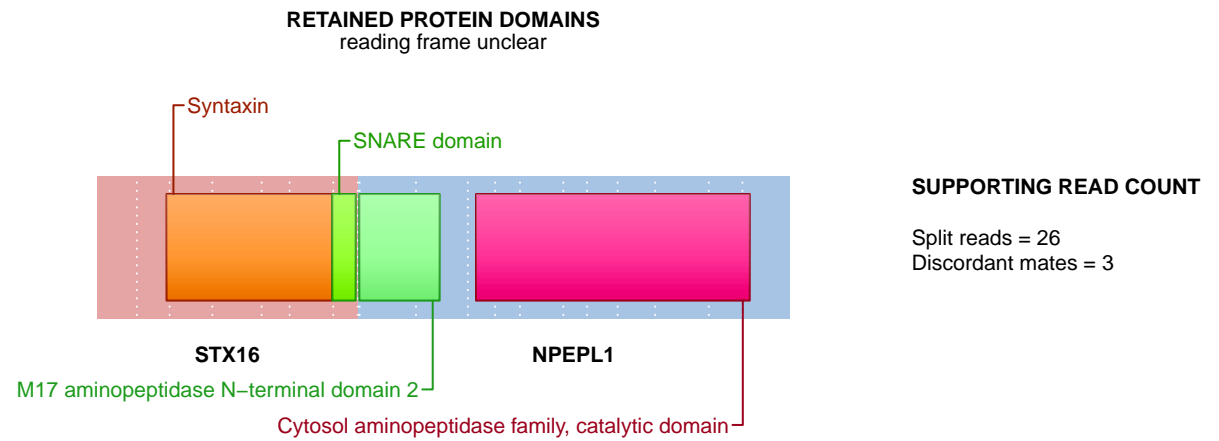 RETAINED PROTEIN DOMAINS
reading frame unclear
Syntaxin
SNARE domain
SUPPORTING READ COUNT
Split reads = 26
Discordant mates = 3
STX16
NPEPL1
M17 aminopeptidase N−terminal domain 2
Cytosol aminopeptidase family, catalytic domain